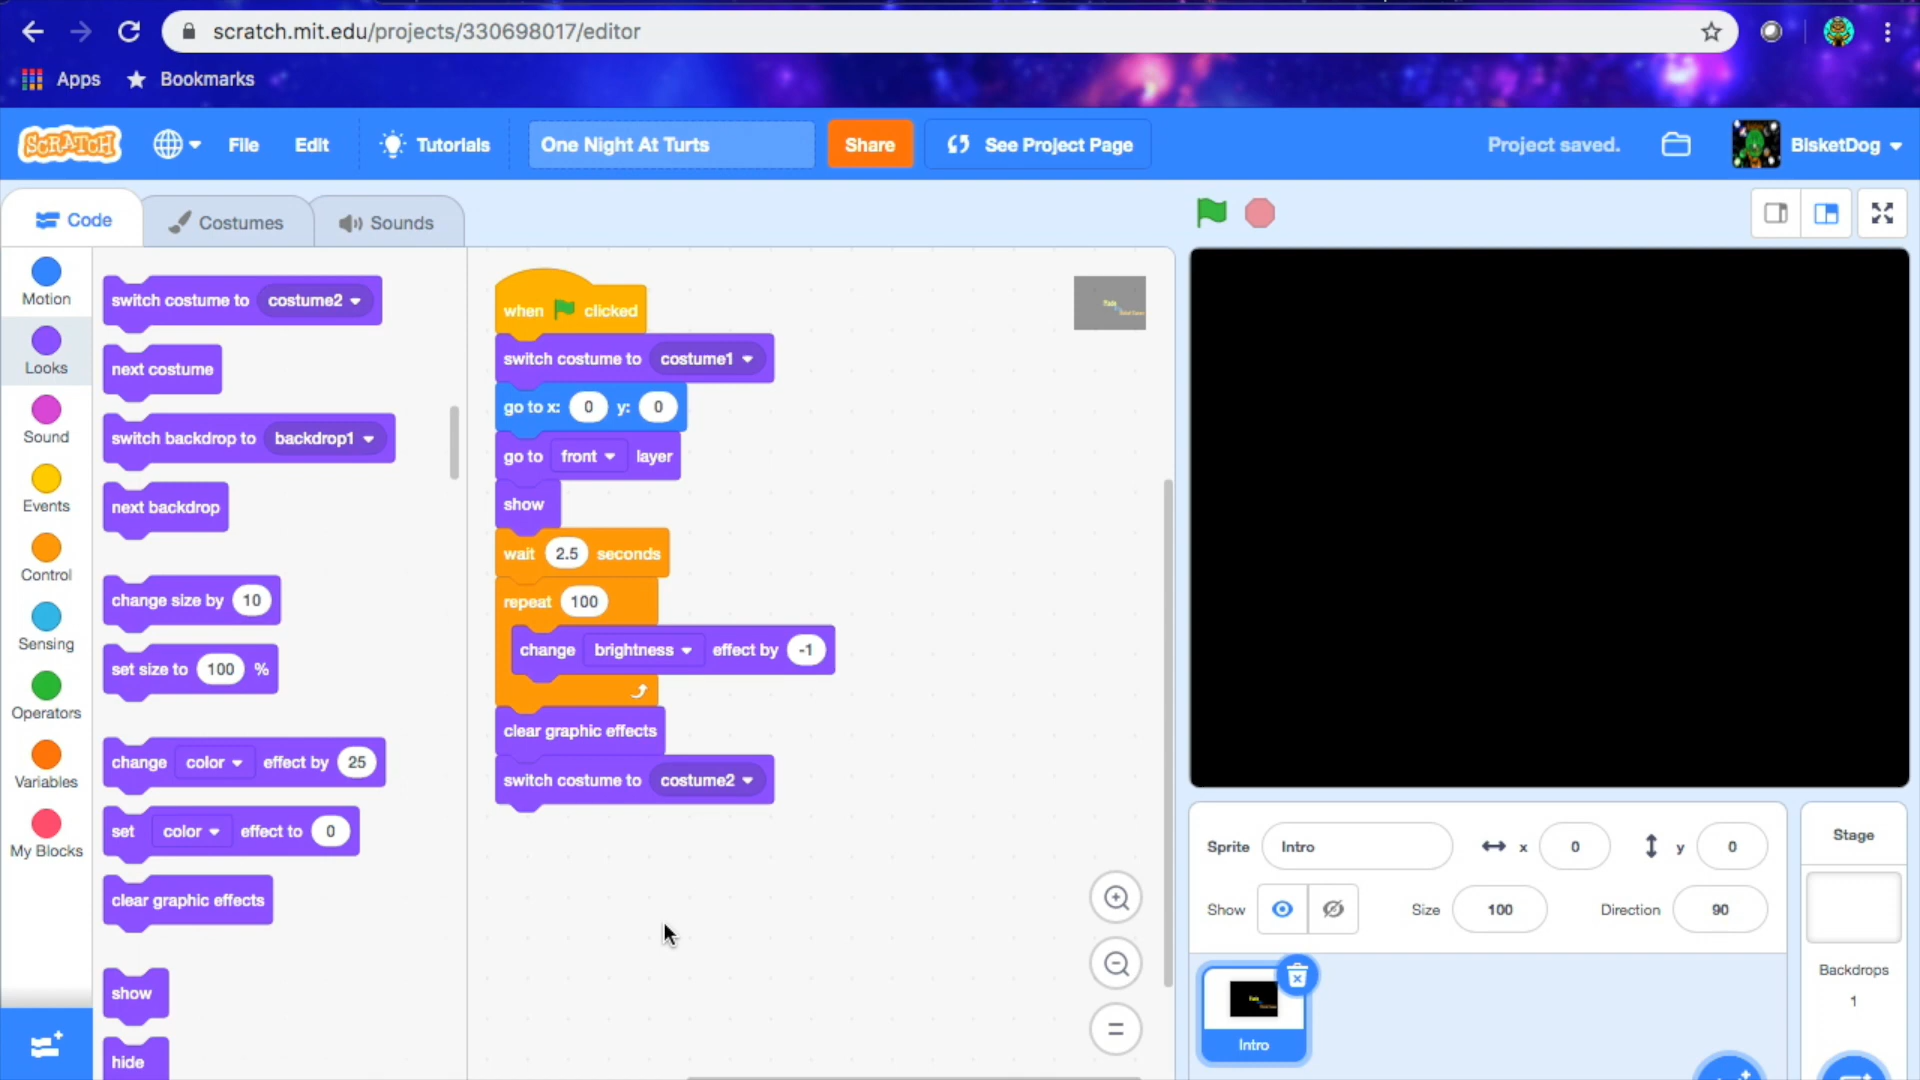 scratch.mit.edu/projects/330698017/editor
Apps Bookmarks
SCRATCH File Edit Tutorials One Night At Turts Share See Project Page Project saved. BisketDog
Code Costumes Sounds
Motion
Looks
Sound
Events
Control
Sensing
Operators
Variables
My Blocks
switch costume to costume2
next costume
switch backdrop to backdrop1
next backdrop
change size by 10
set size to 100 %
change color effect by 25
set color effect to 0
clear graphic effects
show
hide
when clicked
switch costume to costume1
go to x: 0 y: 0
go to front layer
show
wait 2.5 seconds
repeat 100
change brightness effect by -1
clear graphic effects
switch costume to costume2
Sprite Intro x 0 y 0
Show Size 100 Direction 90
Intro
Stage
Backdrops
1